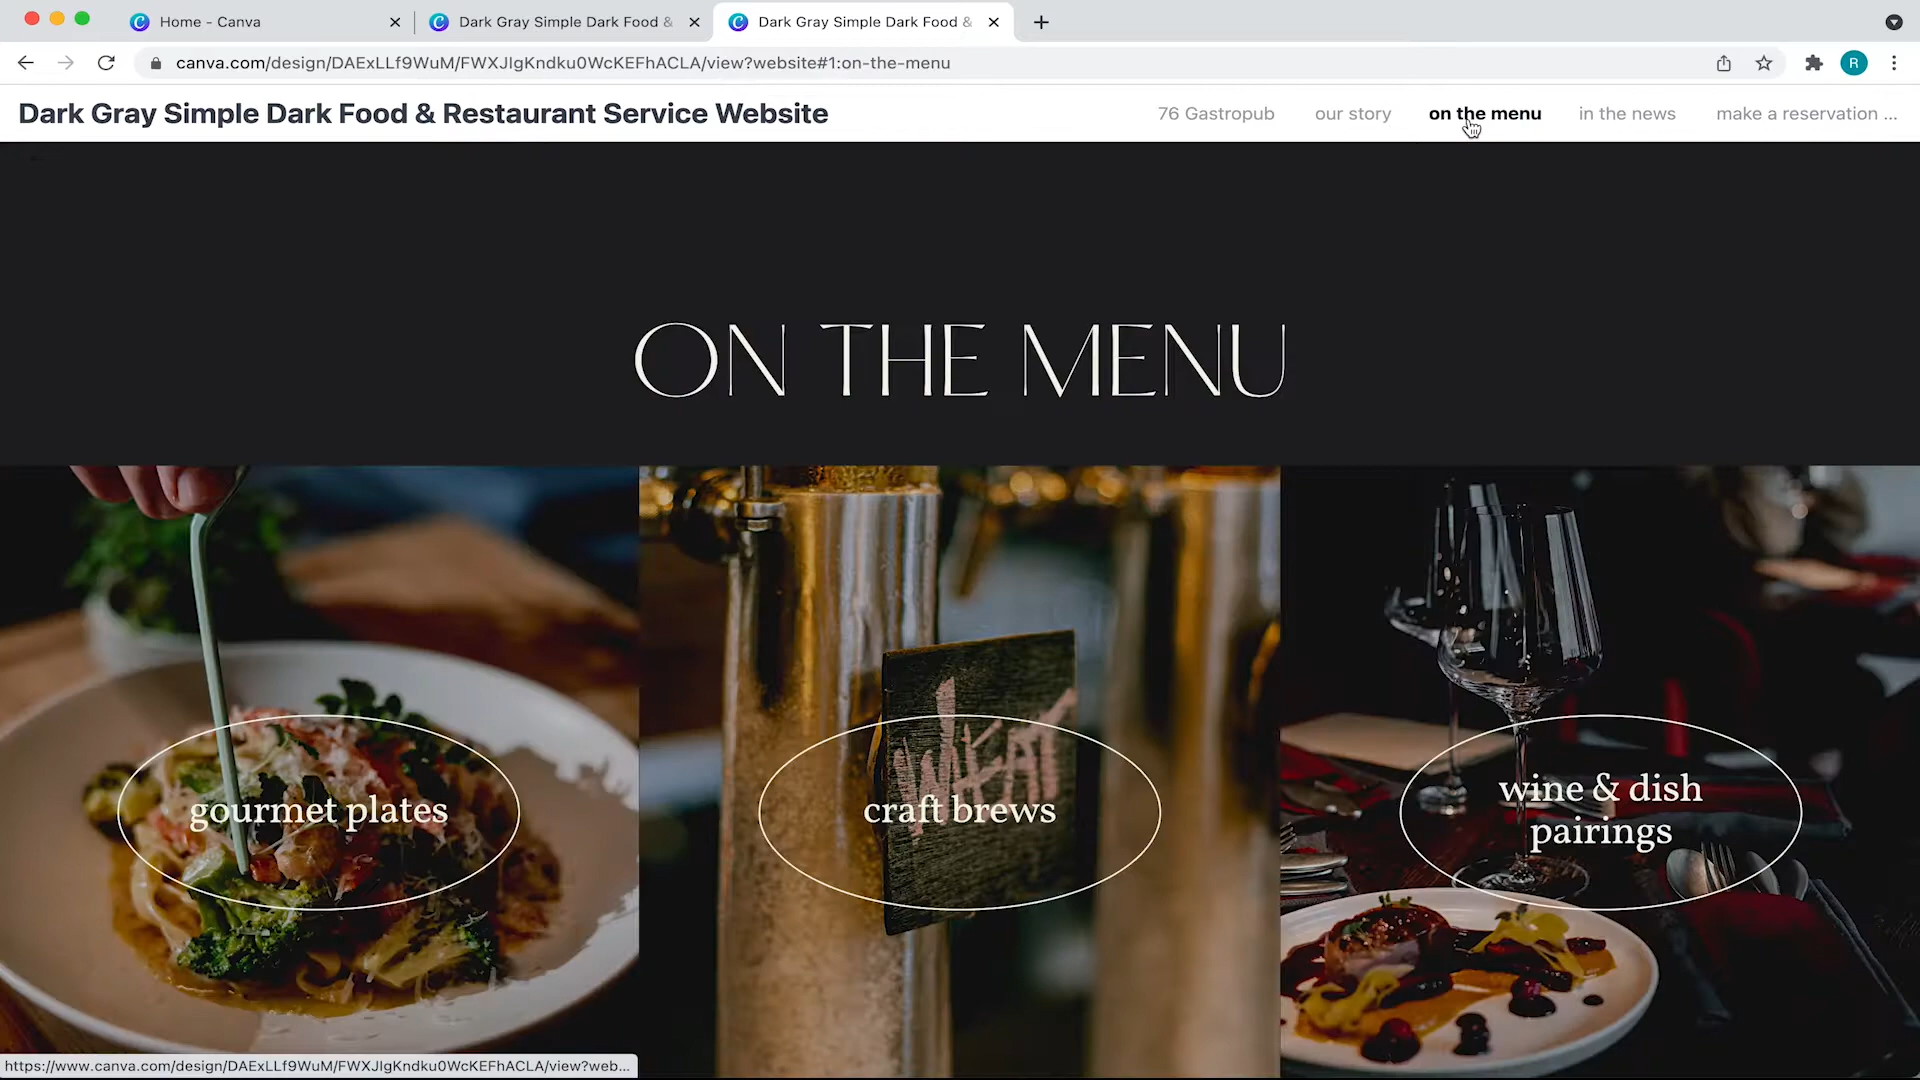 Home - Canva
Dark Gray Simple Dark Food &
Dark Gray Simple Dark Food &
canva.com/design/DAExLLf9WuM/FWXJIgKndku0WcKEFhACLA/view?website#1:on-the-menu
R
Dark Gray Simple Dark Food & Restaurant Service Website
76 Gastropub
our story
on the menu
in the news
make a reservation ...
ON THE MENU
gourmet plates
craft brews
wine & dish
pairings
https://www.canva.com/design/DAExLLf9WuM/FWXJIgKndku0WcKEFhACLA/view?web...